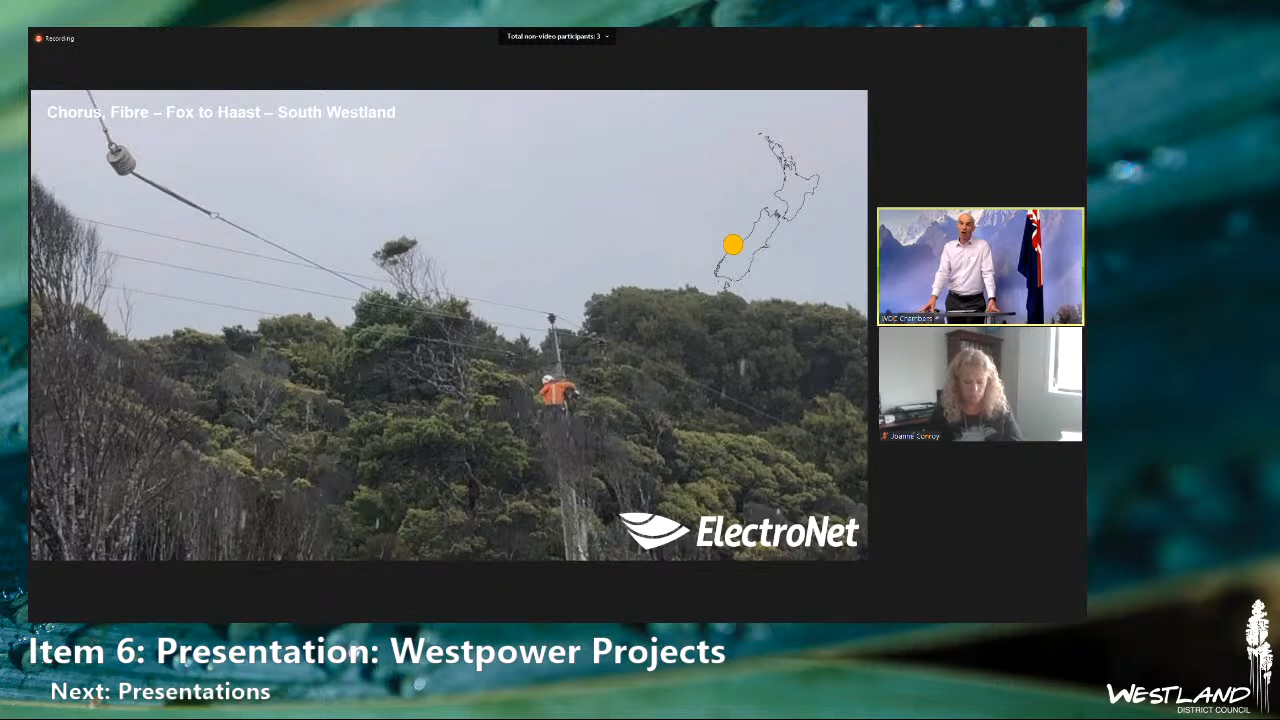 Recording
Total non-video participants: 3
Chorus, Fibre – Fox to Haast – South Westland
WDC Chambers
Joanne Conroy
ElectroNet
Item 6: Presentation: Westpower Projects
Next: Presentations
WESTLAND
DISTRICT COUNCIL